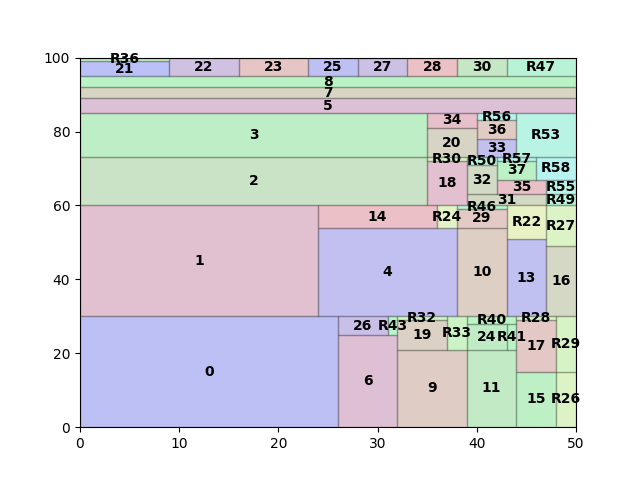 100
R36
21 22 23 25 27 28 30 R47
8
7
5
80
3 34 R56
36 R53
20 33
R30 R50 R57
37 R58
2 18 32
35 R55
60
31 R49
R46
14 R24 29 R22 R27
1
4 10 13 16
40
R32 R40 R28
26 R43 19 R33 24 R41
17 R29
20
0
6 9 11
15 R26
0
0 10 20 30 40 50